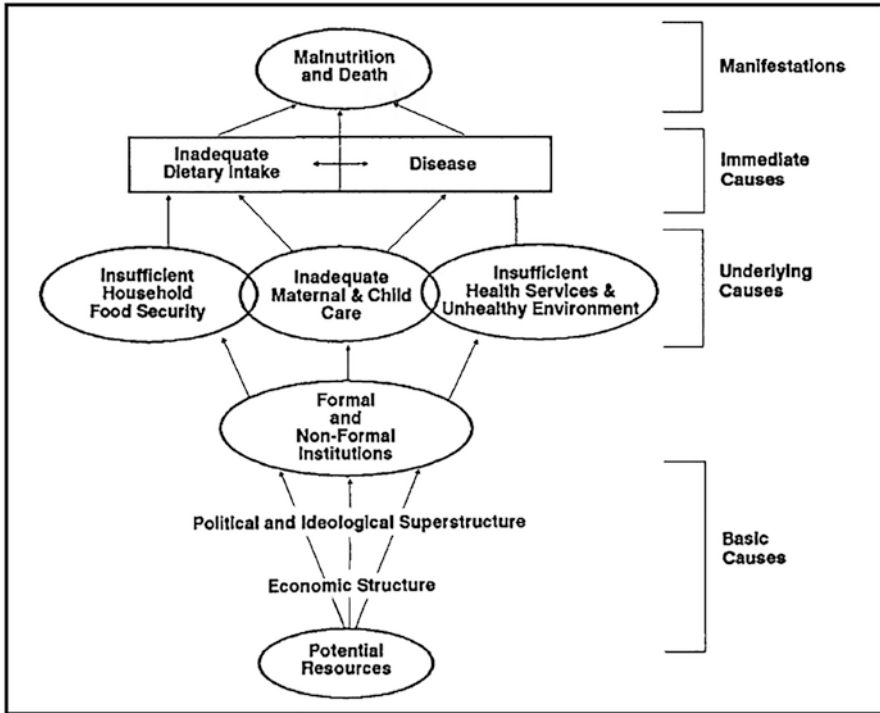 Malnutrition
and Death
Manifestations
Inadequate
Dietary Intake
Disease
Immediate
Causes
Insufficient
Household
Food Security
Inadequate
Maternal & Child
Care
Insufficient
Health Services &
Unhealthy Environment
Underlying
Causes
Formal
and
Non-Formal
Institutions
Political and Ideological Superstructure
Economic Structure
Basic
Causes
Potential
Resources